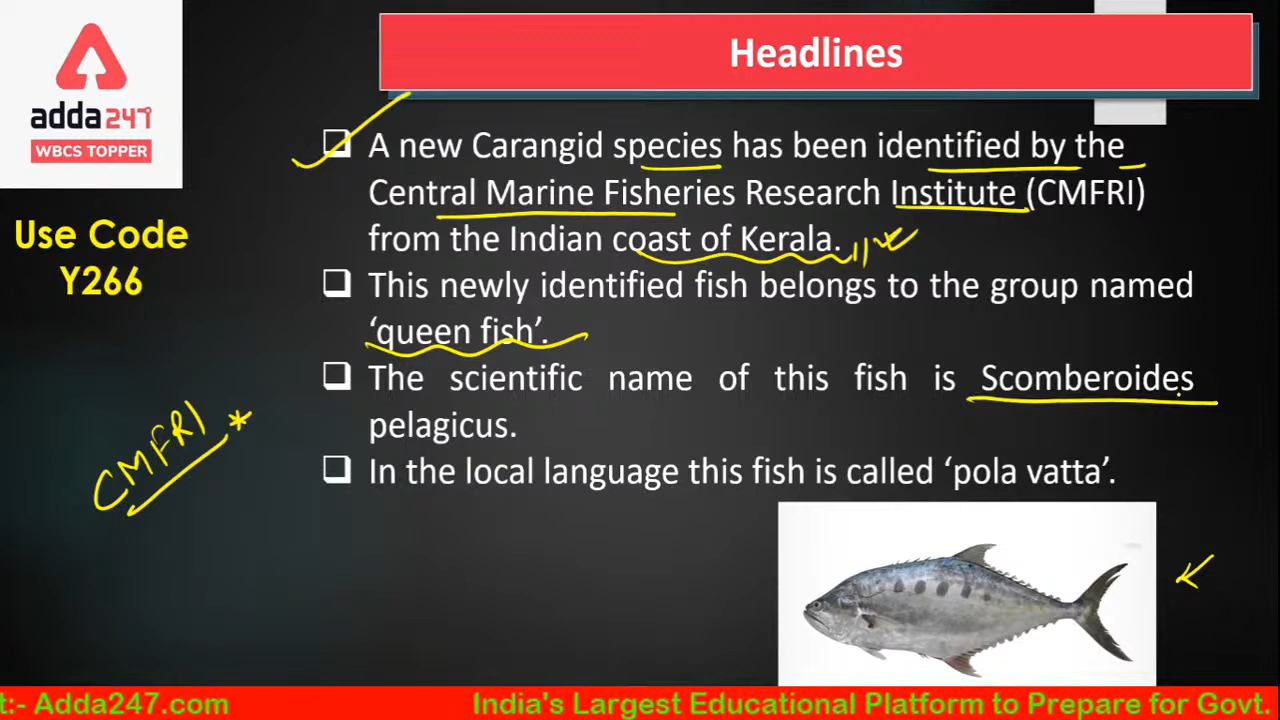 Headlines
adda247
WBCS TOPPER
Use Code
Y266
❑ A new Carangid species has been identified by the
Central Marine Fisheries Research Institute (CMFRI)
from the Indian coast of Kerala.
❑ This newly identified fish belongs to the group named
‘queen fish’.
❑ The scientific name of this fish is Scomberoides
pelagicus.
❑ In the local language this fish is called ‘pola vatta’.
CMFRI *
t:- Adda247.com
India's Largest Educational Platform to Prepare for Govt.